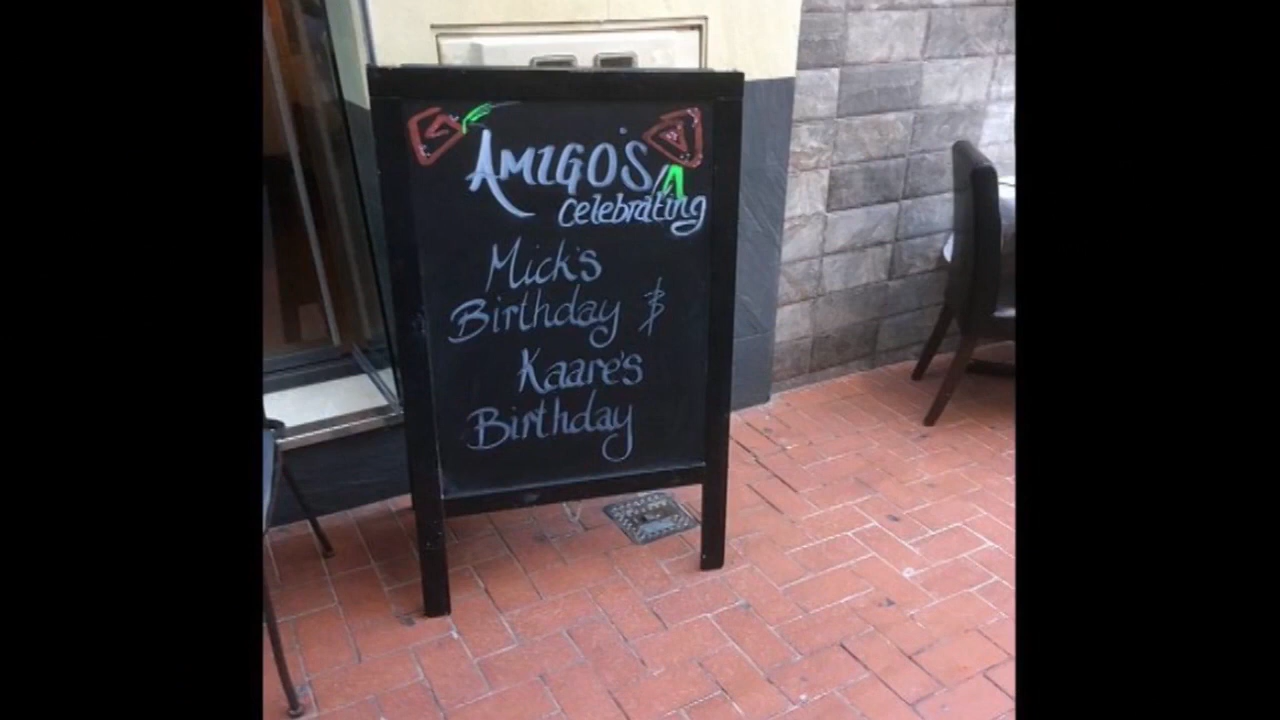 AMIGO'S
celebrating
Mick's
Birthday &
Kaare's
Birthday